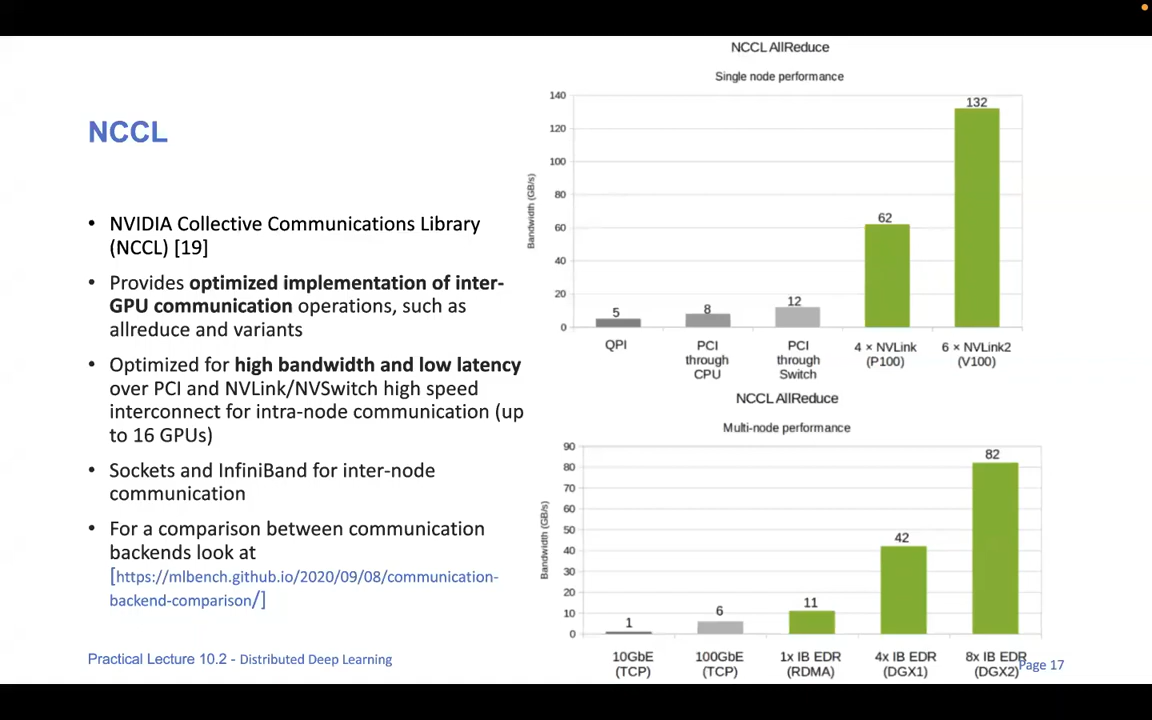 NCCL
• NVIDIA Collective Communications Library
(NCCL) [19]
• Provides optimized implementation of inter-
GPU communication operations, such as
allreduce and variants
• Optimized for high bandwidth and low latency
over PCI and NVLink/NVSwitch high speed
interconnect for intra-node communication (up
to 16 GPUs)
• Sockets and InfiniBand for inter-node
communication
• For a comparison between communication
backends look at
[https://mlbench.github.io/2020/09/08/communication-
backend-comparison/]
NCCL AllReduce
Single node performance
Bandwidth (GB/s)
140
120
100
80
60
40
20
0
5
8
12
62
132
QPI
PCI
through
CPU
PCI
through
Switch
4 × NVLink
(P100)
6 × NVLink2
(V100)
NCCL AllReduce
Multi-node performance
Bandwidth (GB/s)
90
80
70
60
50
40
30
20
10
0
1
6
11
42
82
10GbE
(TCP)
100GbE
(TCP)
1x IB EDR
(RDMA)
4x IB EDR
(DGX1)
8x IB EDR
(DGX2)
Practical Lecture 10.2 - Distributed Deep Learning
Page 17